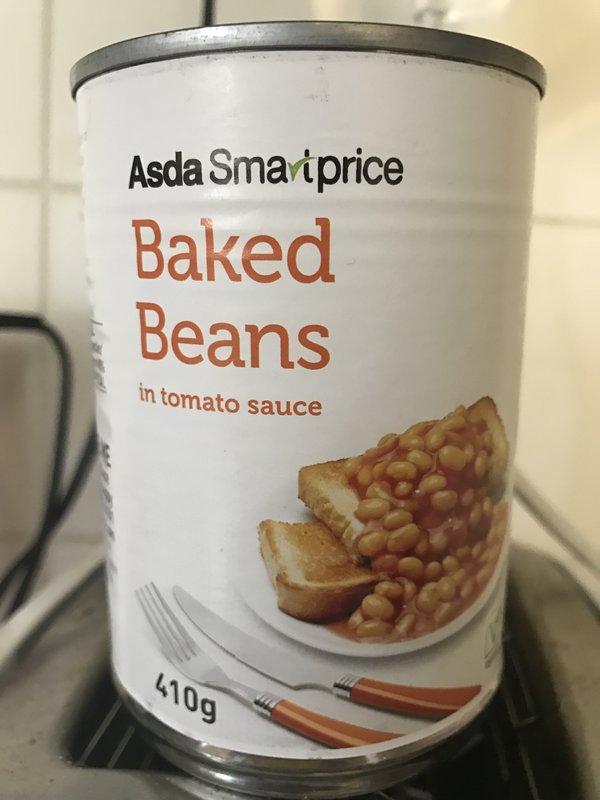 Asda Smartprice
Baked
Beans
in tomato sauce
410g